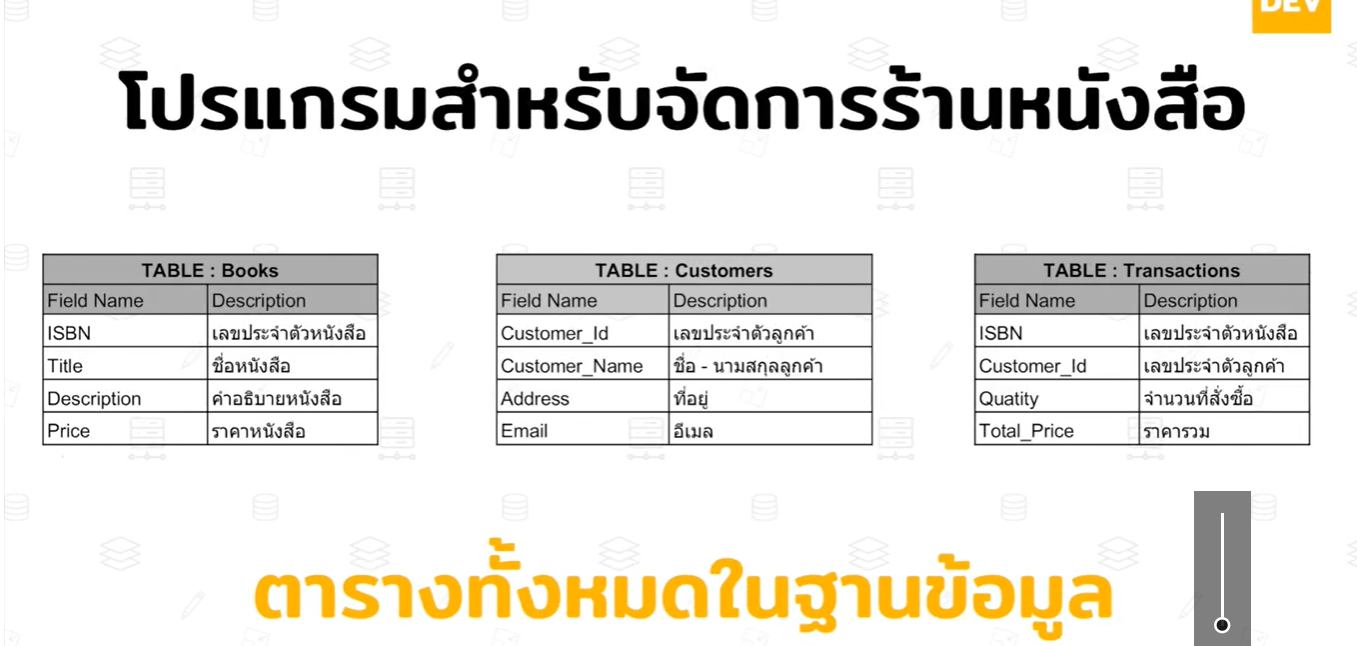 DEV
โปรแกรมสำหรับจัดการร้านหนังสือ
TABLE : Books
Field Name Description
ISBN เลขประจำตัวหนังสือ
Title ชื่อหนังสือ
Description คำอธิบายหนังสือ
Price ราคาหนังสือ
TABLE : Customers
Field Name Description
Customer_Id เลขประจำตัวลูกค้า
Customer_Name ชื่อ - นามสกุลลูกค้า
Address ที่อยู่
Email อีเมล
TABLE : Transactions
Field Name Description
ISBN เลขประจำตัวหนังสือ
Customer_Id เลขประจำตัวลูกค้า
Quatity จำนวนที่สั่งซื้อ
Total_Price ราคารวม
ตารางทั้งหมดในฐานข้อมูล